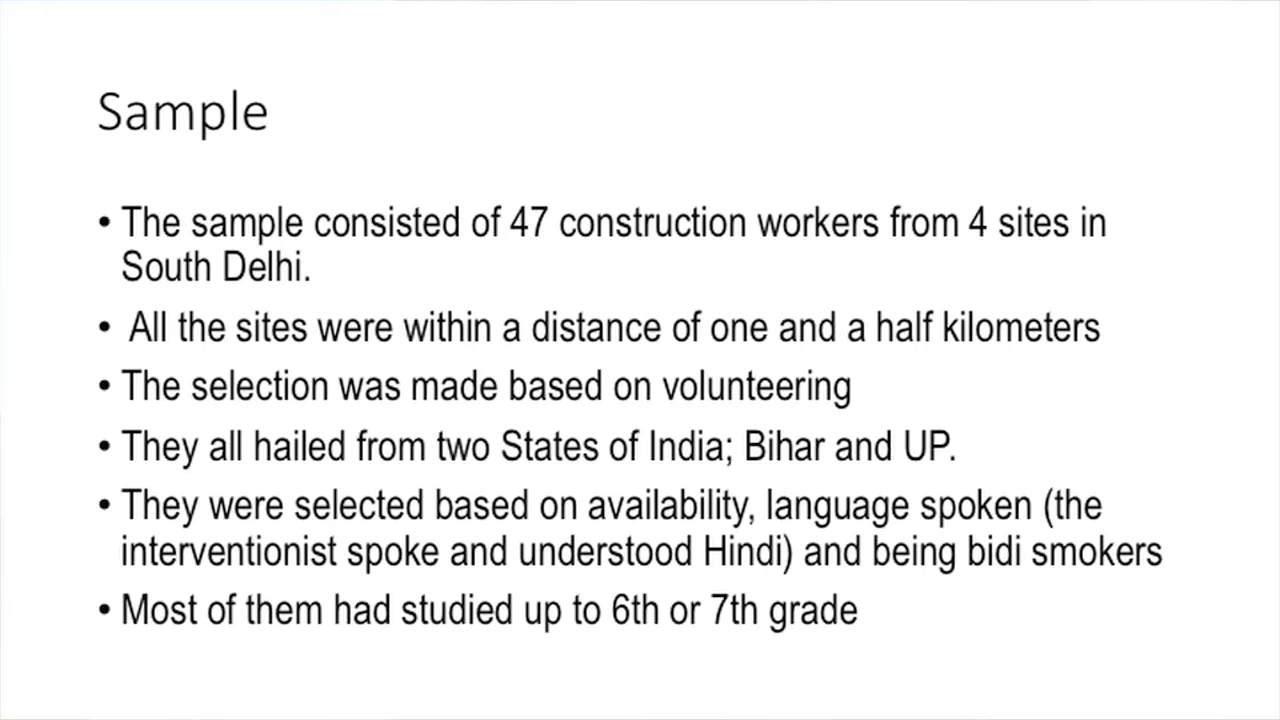 Sample
• The sample consisted of 47 construction workers from 4 sites in
South Delhi.
• All the sites were within a distance of one and a half kilometers
• The selection was made based on volunteering
• They all hailed from two States of India; Bihar and UP.
• They were selected based on availability, language spoken (the
interventionist spoke and understood Hindi) and being bidi smokers
• Most of them had studied up to 6th or 7th grade